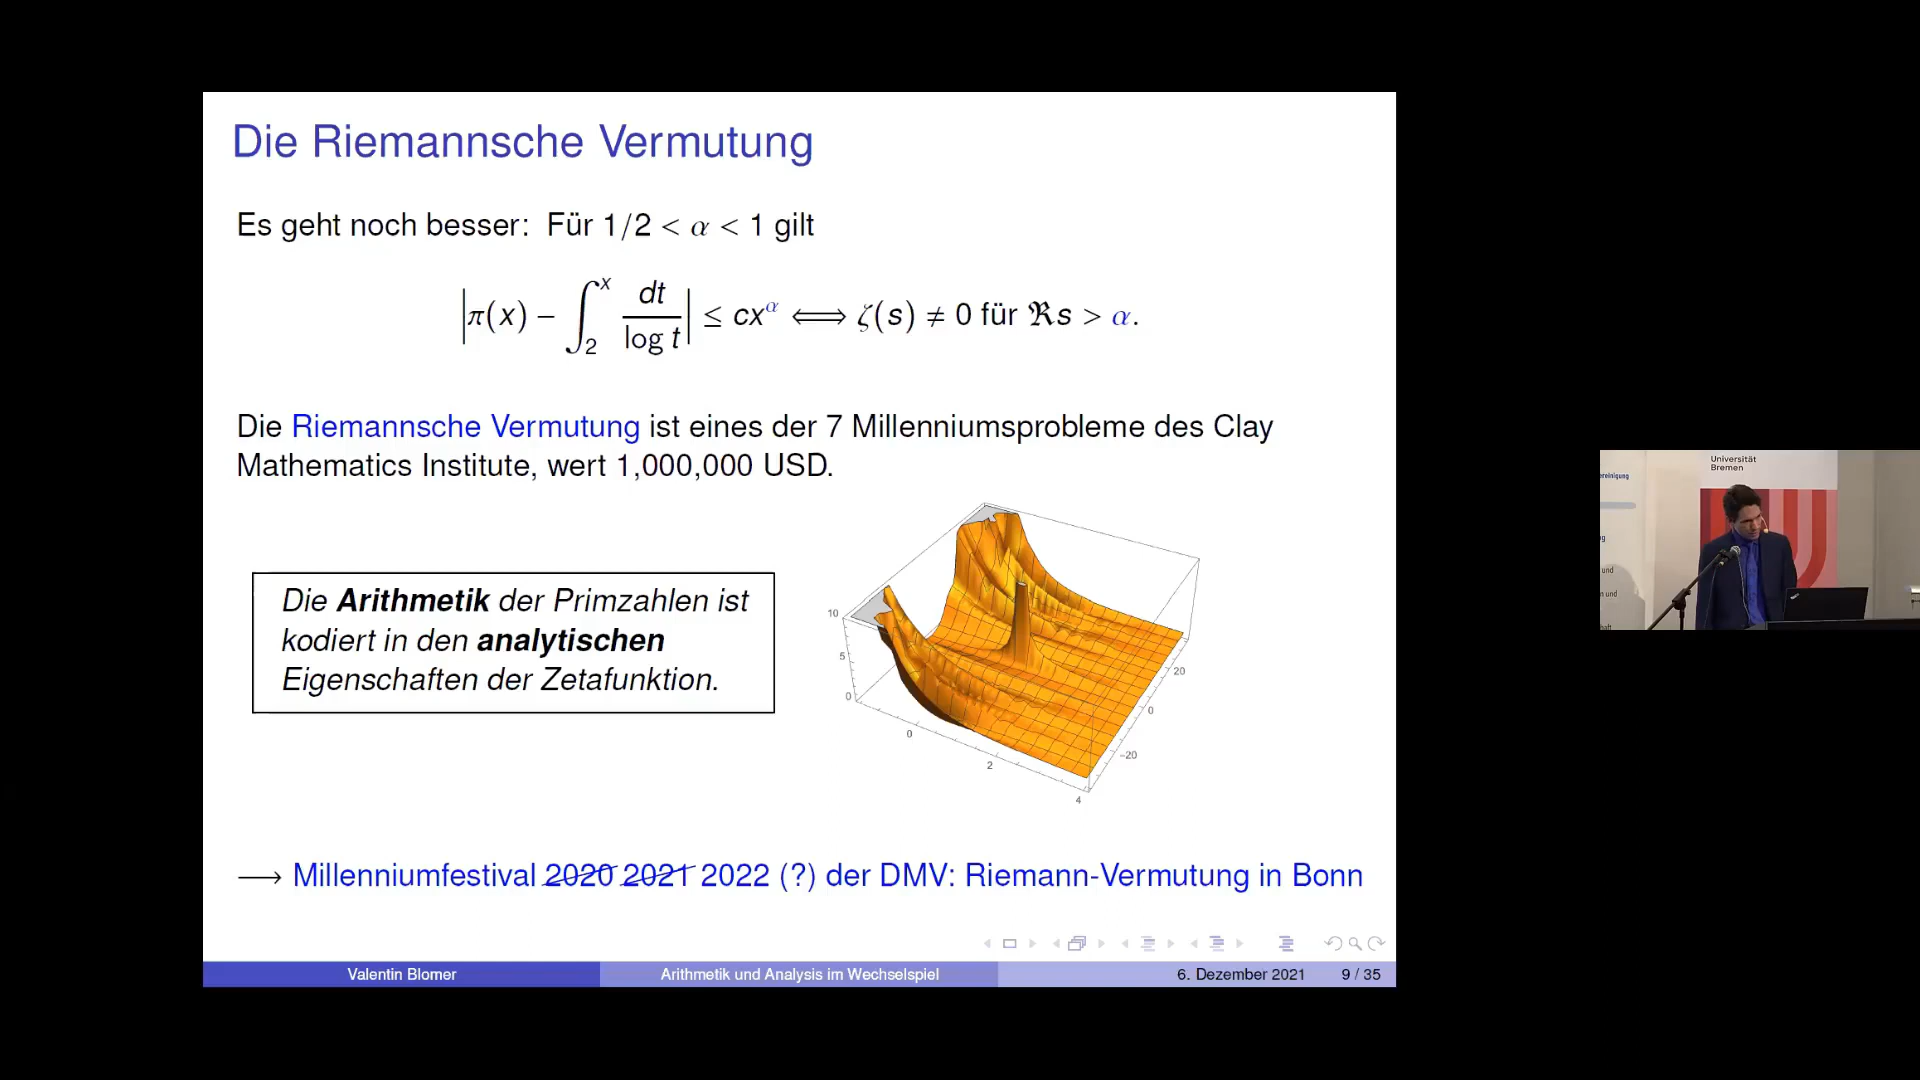 Die Riemannsche Vermutung
Es geht noch besser: Für 1/2 < α < 1 gilt
|π(x) − ∫₂ˣ dt/log t| ≤ cx^α ⟺ ζ(s) ≠ 0 für ℜs > α.
Die Riemannsche Vermutung ist eines der 7 Millenniumsprobleme des Clay
Mathematics Institute, wert 1,000,000 USD.
Die Arithmetik der Primzahlen ist
kodiert in den analytischen
Eigenschaften der Zetafunktion.
10
5
0
0
2
4
20
0
−20
⟶ Millenniumfestival 2020 2021 2022 (?) der DMV: Riemann-Vermutung in Bonn
Valentin Blomer
Arithmetik und Analysis im Wechselspiel
6. Dezember 2021
9 / 35
Universität
Bremen
ereinigung
und